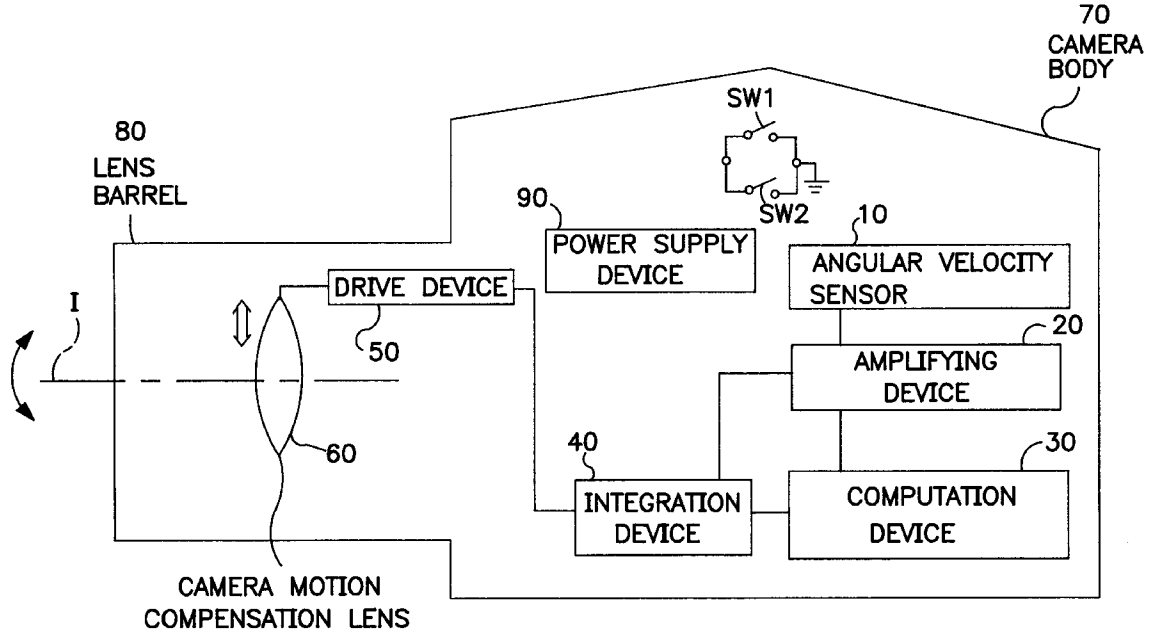 70
CAMERA
BODY
SW1
80
LENS
BARREL
SW2
90
POWER SUPPLY
DEVICE
10
ANGULAR VELOCITY
SENSOR
DRIVE DEVICE
50
I
20
AMPLIFYING
DEVICE
60
40
INTEGRATION
DEVICE
30
COMPUTATION
DEVICE
CAMERA MOTION
COMPENSATION LENS